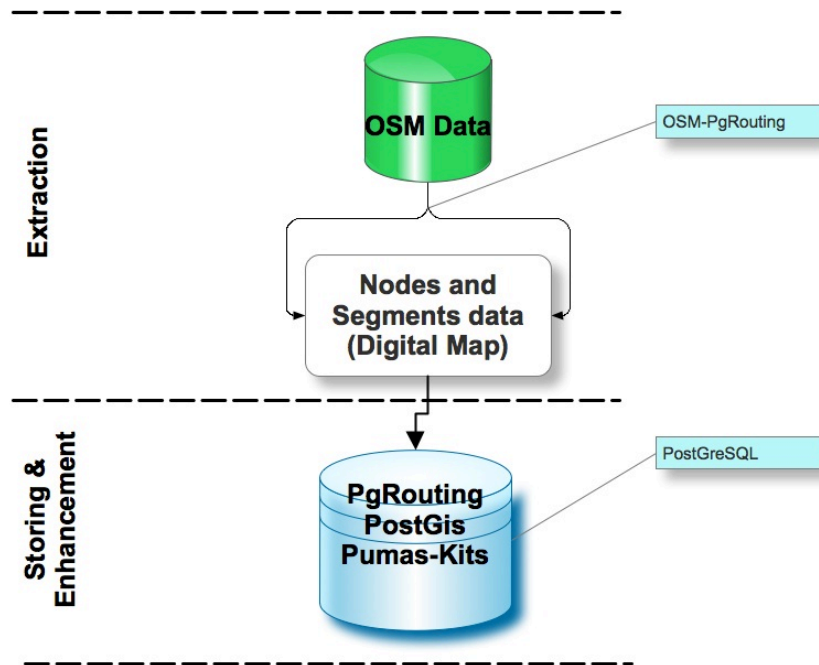 OSM Data
OSM-PgRouting
Extraction
Nodes and
Segments data
(Digital Map)
Storing &
Enhancement
PostGreSQL
PgRouting
PostGis
Pumas-Kits